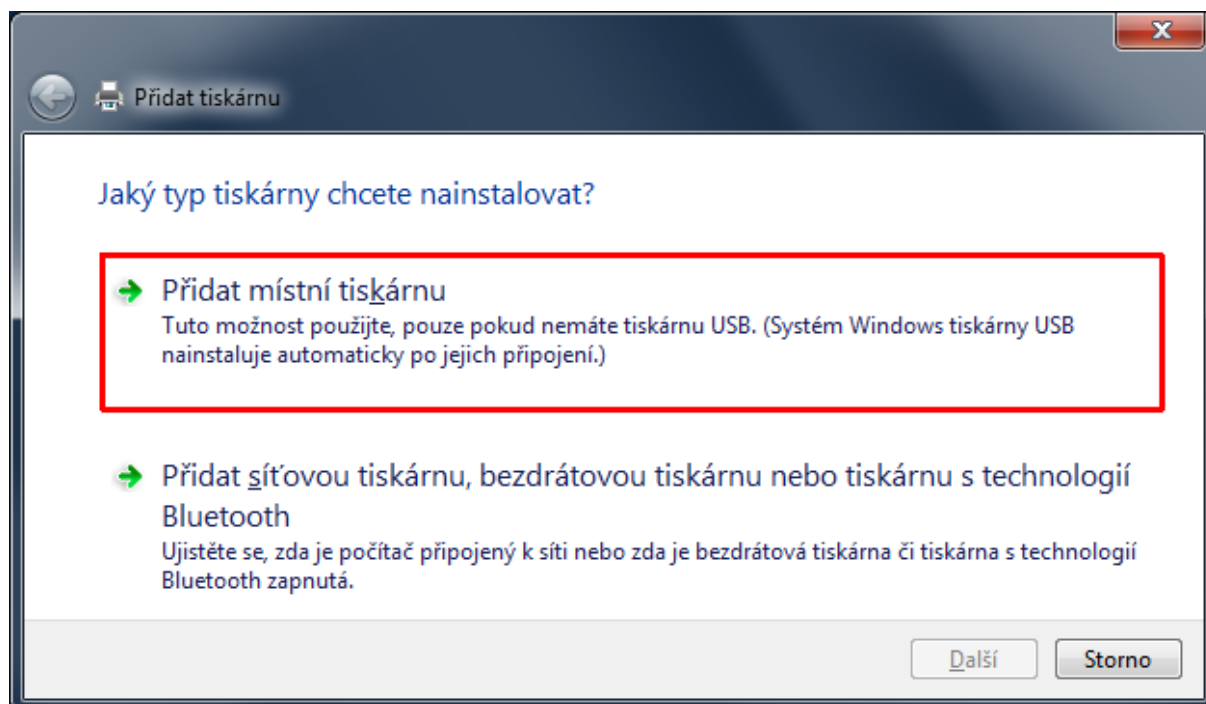 Přidat tiskárnu
Jaký typ tiskárny chcete nainstalovat?
Přidat místní tiskárnu
Tuto možnost použijte, pouze pokud nemáte tiskárnu USB. (Systém Windows tiskárny USB
nainstaluje automaticky po jejich připojení.)
Přidat síťovou tiskárnu, bezdrátovou tiskárnu nebo tiskárnu s technologií
Bluetooth
Ujistěte se, zda je počítač připojený k síti nebo zda je bezdrátová tiskárna či tiskárna s technologií
Bluetooth zapnutá.
Další
Storno